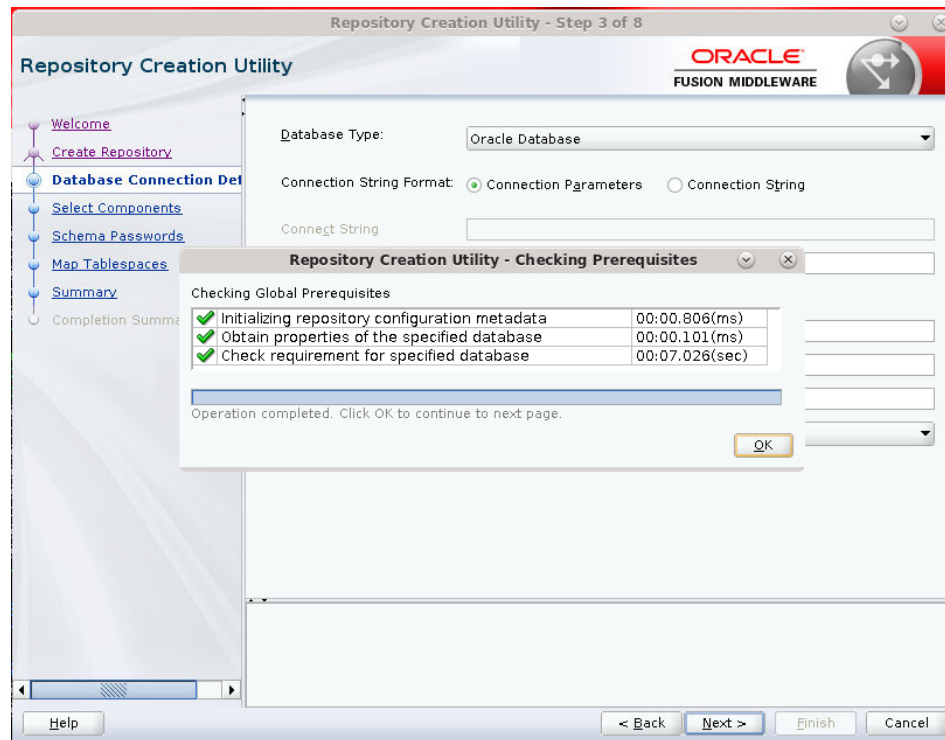 Repository Creation Utility - Step 3 of 8
Repository Creation Utility
ORACLE
FUSION MIDDLEWARE
Welcome
Create Repository
Database Connection Det
Select Components
Schema Passwords
Map Tablespaces
Summary
Completion Summa
Database Type:
Oracle Database
Connection String Format:
Connection Parameters
Connection String
Connect String
Repository Creation Utility - Checking Prerequisites
Checking Global Prerequisites
Initializing repository configuration metadata 00:00.806(ms)
Obtain properties of the specified database 00:00.101(ms)
Check requirement for specified database 00:07.026(sec)
Operation completed. Click OK to continue to next page.
OK
Help
< Back
Next >
Finish
Cancel